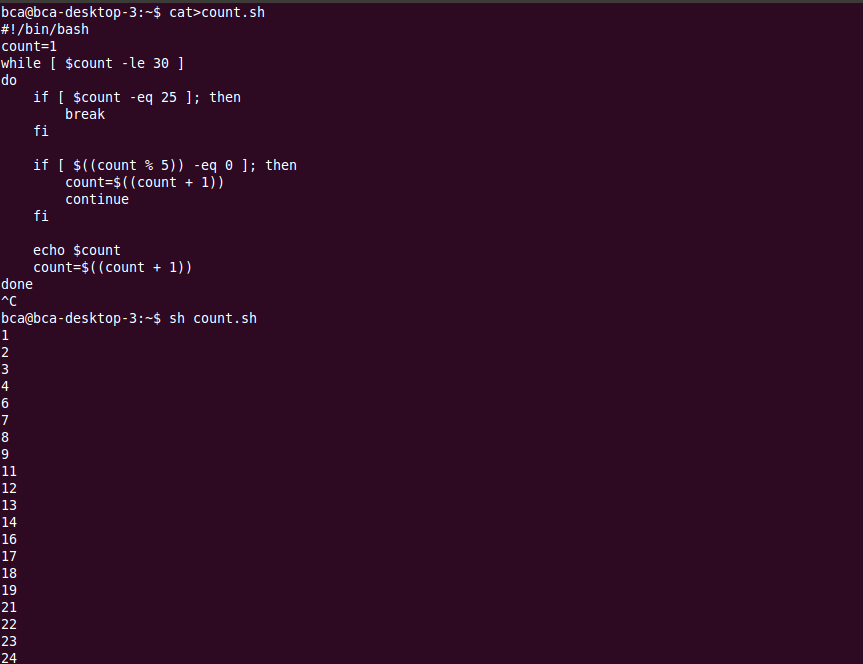 bca@bca-desktop-3:~$ cat>count.sh
#!/bin/bash
count=1
while [ $count -le 30 ]
do
    if [ $count -eq 25 ]; then
        break
    fi

    if [ $((count % 5)) -eq 0 ]; then
        count=$((count + 1))
        continue
    fi

    echo $count
    count=$((count + 1))
done
^C
bca@bca-desktop-3:~$ sh count.sh
1
2
3
4
6
7
8
9
11
12
13
14
16
17
18
19
21
22
23
24